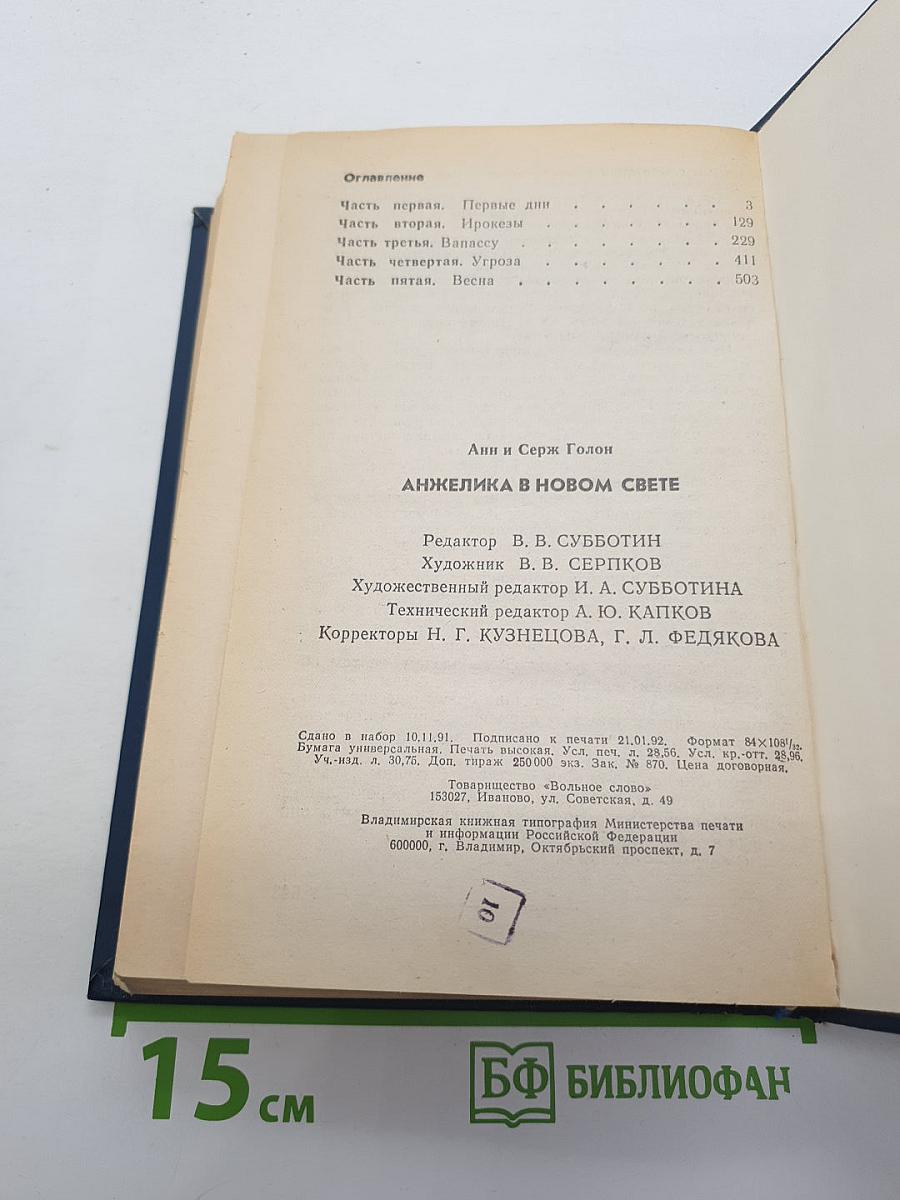 Оглавление
Часть первая. Первые дни . . . . . . 3
Часть вторая. Ирокезы . . . . . . . 129
Часть третья. Вапассу . . . . . . . . 229
Часть четвертая. Угроза . . . . . . . 411
Часть пятая. Весна . . . . . . . . 503
Анн и Серж Голон
АНЖЕЛИКА В НОВОМ СВЕТЕ
Редактор В. В. СУББОТИН
Художник В. В. СЕРПКОВ
Художественный редактор И. А. СУББОТИНА
Технический редактор А. Ю. КАПКОВ
Корректоры Н. Г. КУЗНЕЦОВА, Г. Л. ФЕДЯКОВА
Сдано в набор 10.11.91. Подписано к печати 21.01.92. Формат 84×108¹/₃₂.
Бумага универсальная. Печать высокая. Усл. печ. л. 28,56. Усл. кр.-отт. 28,96.
Уч.-изд. л. 30,75. Доп. тираж 250 000 экз. Зак. № 870. Цена договорная.
Товарищество «Вольное слово»
153027, Иваново, ул. Советская, д. 49
Владимирская книжная типография Министерства печати
и информации Российской Федерации
600000, г. Владимир, Октябрьский проспект, д. 7
10
15 см
БФ БИБЛИОФАН